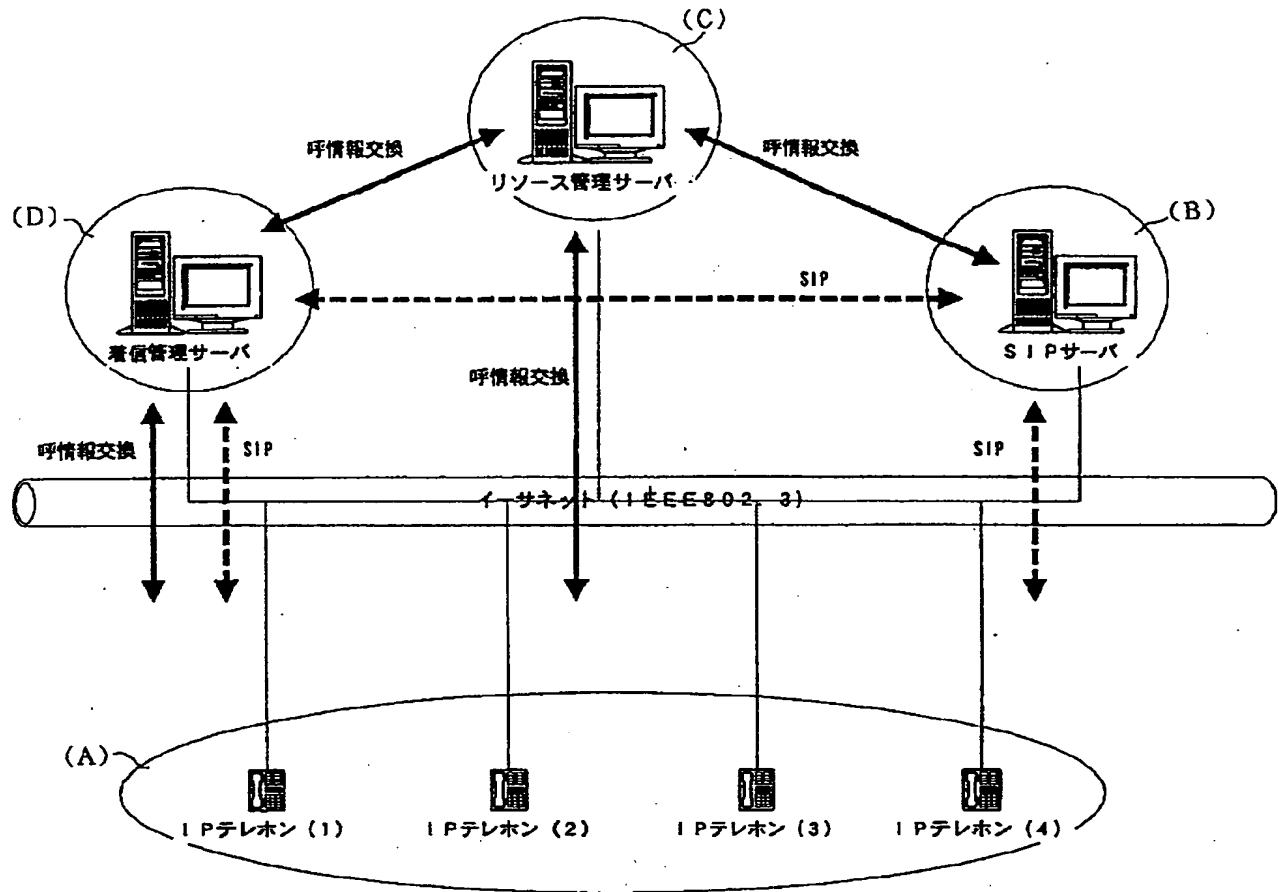 (C)
呼情報交換
呼情報交換
リソース管理サーバ
(D)
(B)
SIP
着信管理サーバ
SIPサーバ
呼情報交換
呼情報交換
SIP
SIP
イーサネット(IEEE802.3)
(A)
IPテレホン(1)
IPテレホン(2)
IPテレホン(3)
IPテレホン(4)